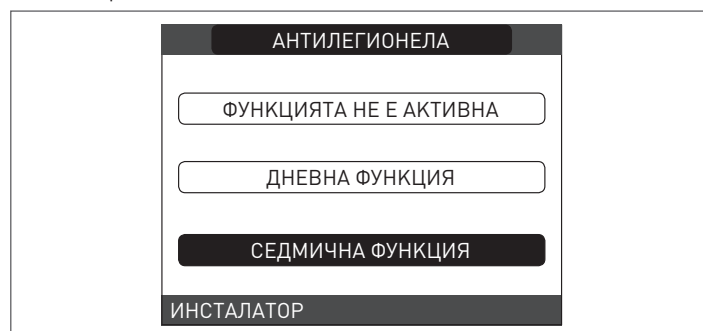 АНТИЛЕГИОНЕЛА
ФУНКЦИЯТА НЕ Е АКТИВНА
ДНЕВНА ФУНКЦИЯ
СЕДМИЧНА ФУНКЦИЯ
ИНСТАЛАТОР